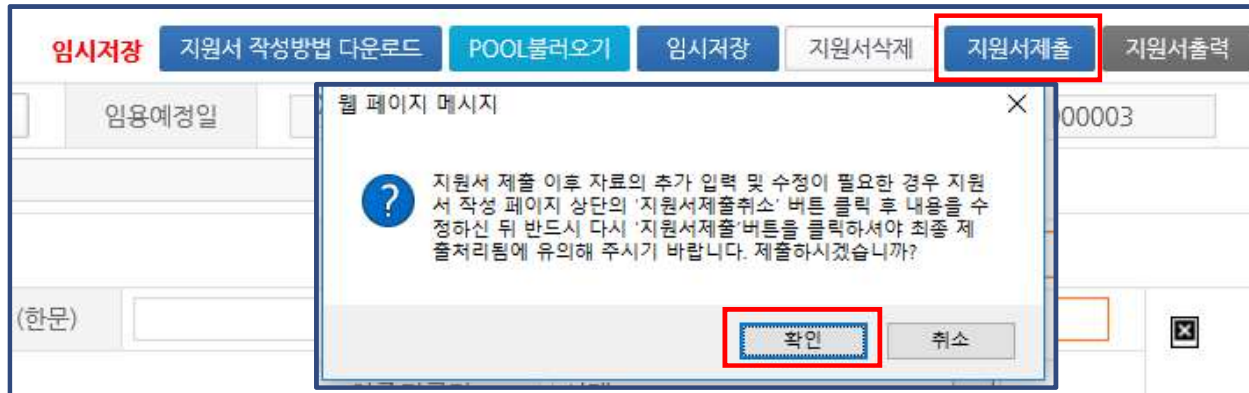 임시저장 지원서 작성방법 다운로드 POOL불러오기 임시저장 지원서삭제 지원서제출 지원서출력
임용예정일
000003
웹 페이지 메시지
지원서 제출 이후 자료의 추가 입력 및 수정이 필요한 경우 지원
서 작성 페이지 상단의 '지원서제출취소' 버튼 클릭 후 내용을 수
정하신 뒤 반드시 다시 '지원서제출'버튼을 클릭하셔야 최종 제
출처리됨에 유의해 주시기 바랍니다. 제출하시겠습니까?
(한문)
확인 취소